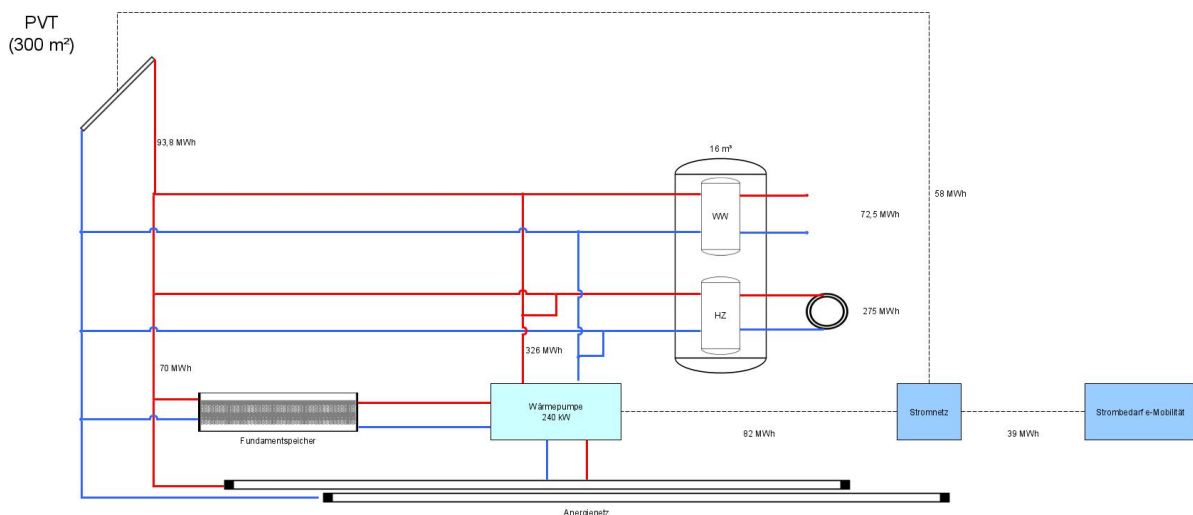 PVT
(300 m²)
93,8 MWh
16 m³
WW
72,5 MWh
58 MWh
HZ
275 MWh
326 MWh
70 MWh
Wärmepumpe
240 kW
Stromnetz
Strombedarf e-Mobilität
82 MWh
39 MWh
Fundamentspeicher
Anergienetz